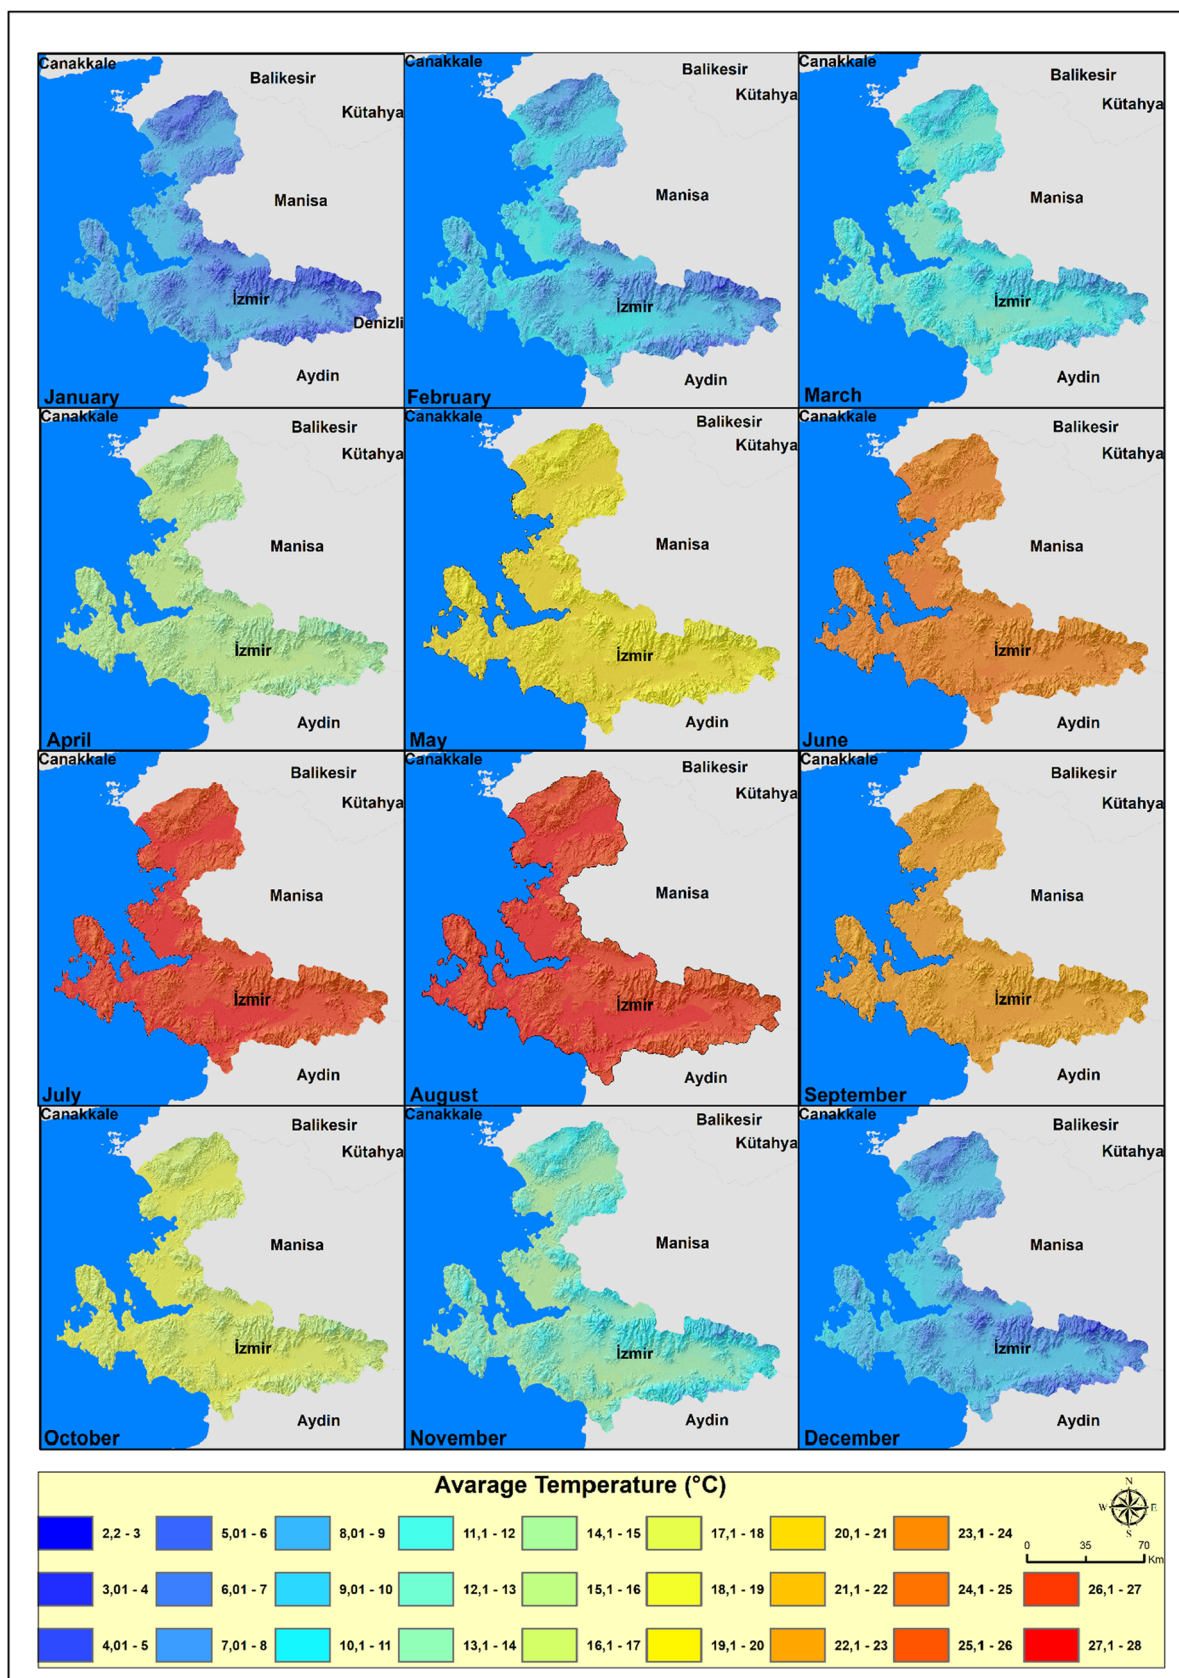 Canakkale
Balikesir
Kütahya
Manisa
İzmir
Denizli
Aydin
January
Canakkale
Balikesir
Kütahya
Manisa
İzmir
Aydin
February
Canakkale
Balikesir
Kütahya
Manisa
İzmir
Aydin
March
Canakkale
Balikesir
Kütahya
Manisa
İzmir
Aydin
April
Canakkale
Balikesir
Kütahya
Manisa
İzmir
Aydin
May
Canakkale
Balikesir
Kütahya
Manisa
İzmir
Aydin
June
Canakkale
Balikesir
Kütahya
Manisa
İzmir
Aydin
July
Canakkale
Balikesir
Kütahya
Manisa
İzmir
Aydin
August
Canakkale
Balikesir
Kütahya
Manisa
İzmir
Aydin
September
Canakkale
Balikesir
Kütahya
Manisa
İzmir
Aydin
October
Canakkale
Balikesir
Kütahya
Manisa
İzmir
Aydin
November
Canakkale
Balikesir
Kütahya
Manisa
İzmir
Aydin
December
Avarage Temperature (°C)
N
W E
S
0 35 70
Km
2,2 - 3 5,01 - 6 8,01 - 9 11,1 - 12 14,1 - 15 17,1 - 18 20,1 - 21 23,1 - 24
3,01 - 4 6,01 - 7 9,01 - 10 12,1 - 13 15,1 - 16 18,1 - 19 21,1 - 22 24,1 - 25 26,1 - 27
4,01 - 5 7,01 - 8 10,1 - 11 13,1 - 14 16,1 - 17 19,1 - 20 22,1 - 23 25,1 - 26 27,1 - 28